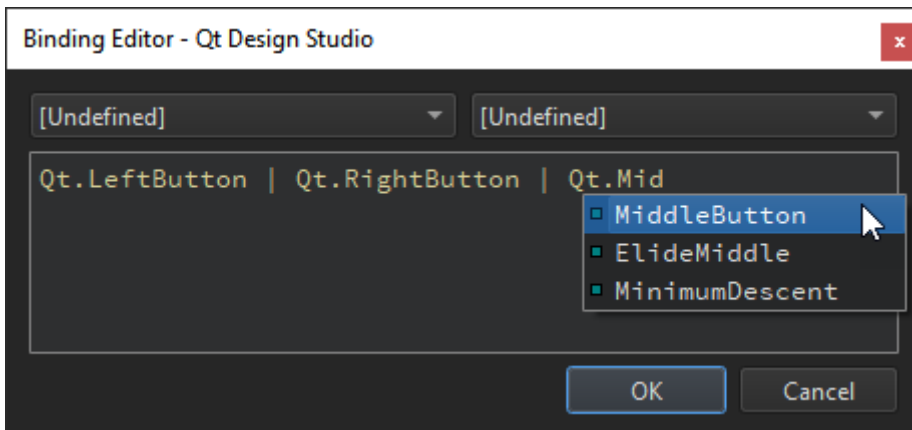 Binding Editor - Qt Design Studio
x
[Undefined] [Undefined]
Qt.LeftButton | Qt.RightButton | Qt.Mid
MiddleButton
ElideMiddle
MinimumDescent
OK Cancel